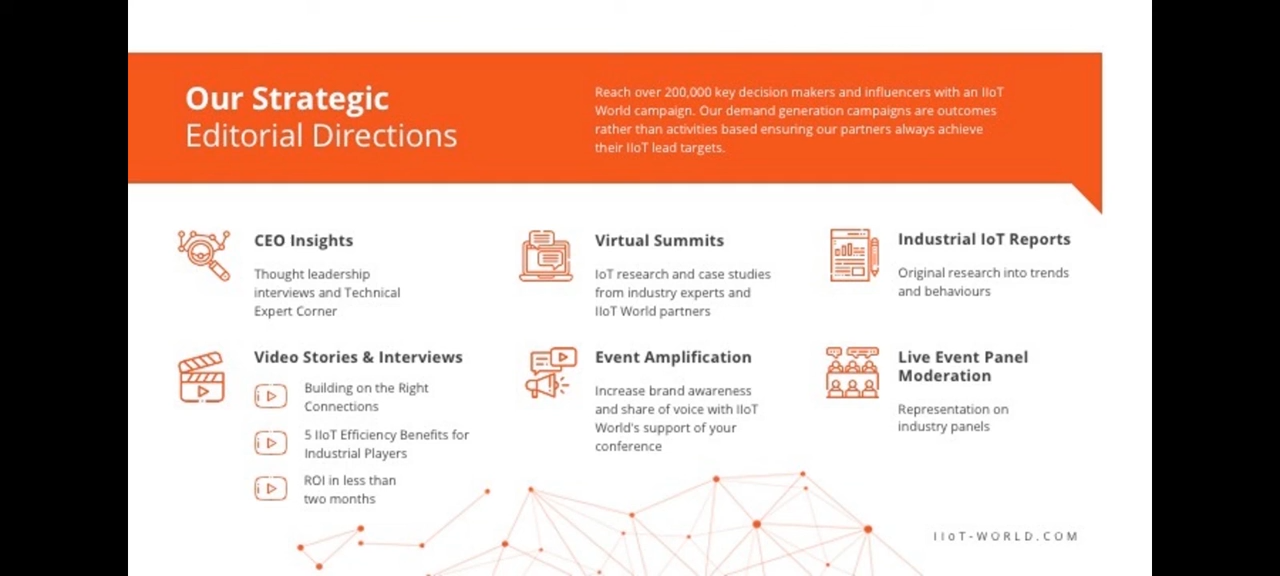 Our Strategic
Editorial Directions
Reach over 200,000 key decision makers and influencers with an IIoT
World campaign. Our demand generation campaigns are outcomes
rather than activities based ensuring our partners always achieve
their IIoT lead targets.
CEO Insights
Thought leadership
interviews and Technical
Expert Corner
Virtual Summits
IoT research and case studies
from industry experts and
IIoT World partners
Industrial IoT Reports
Original research into trends
and behaviours
Video Stories & Interviews
Building on the Right
Connections
5 IIoT Efficiency Benefits for
Industrial Players
ROI in less than
two months
Event Amplification
Increase brand awareness
and share of voice with IIoT
World's support of your
conference
Live Event Panel
Moderation
Representation on
industry panels
IIoT-WORLD.COM